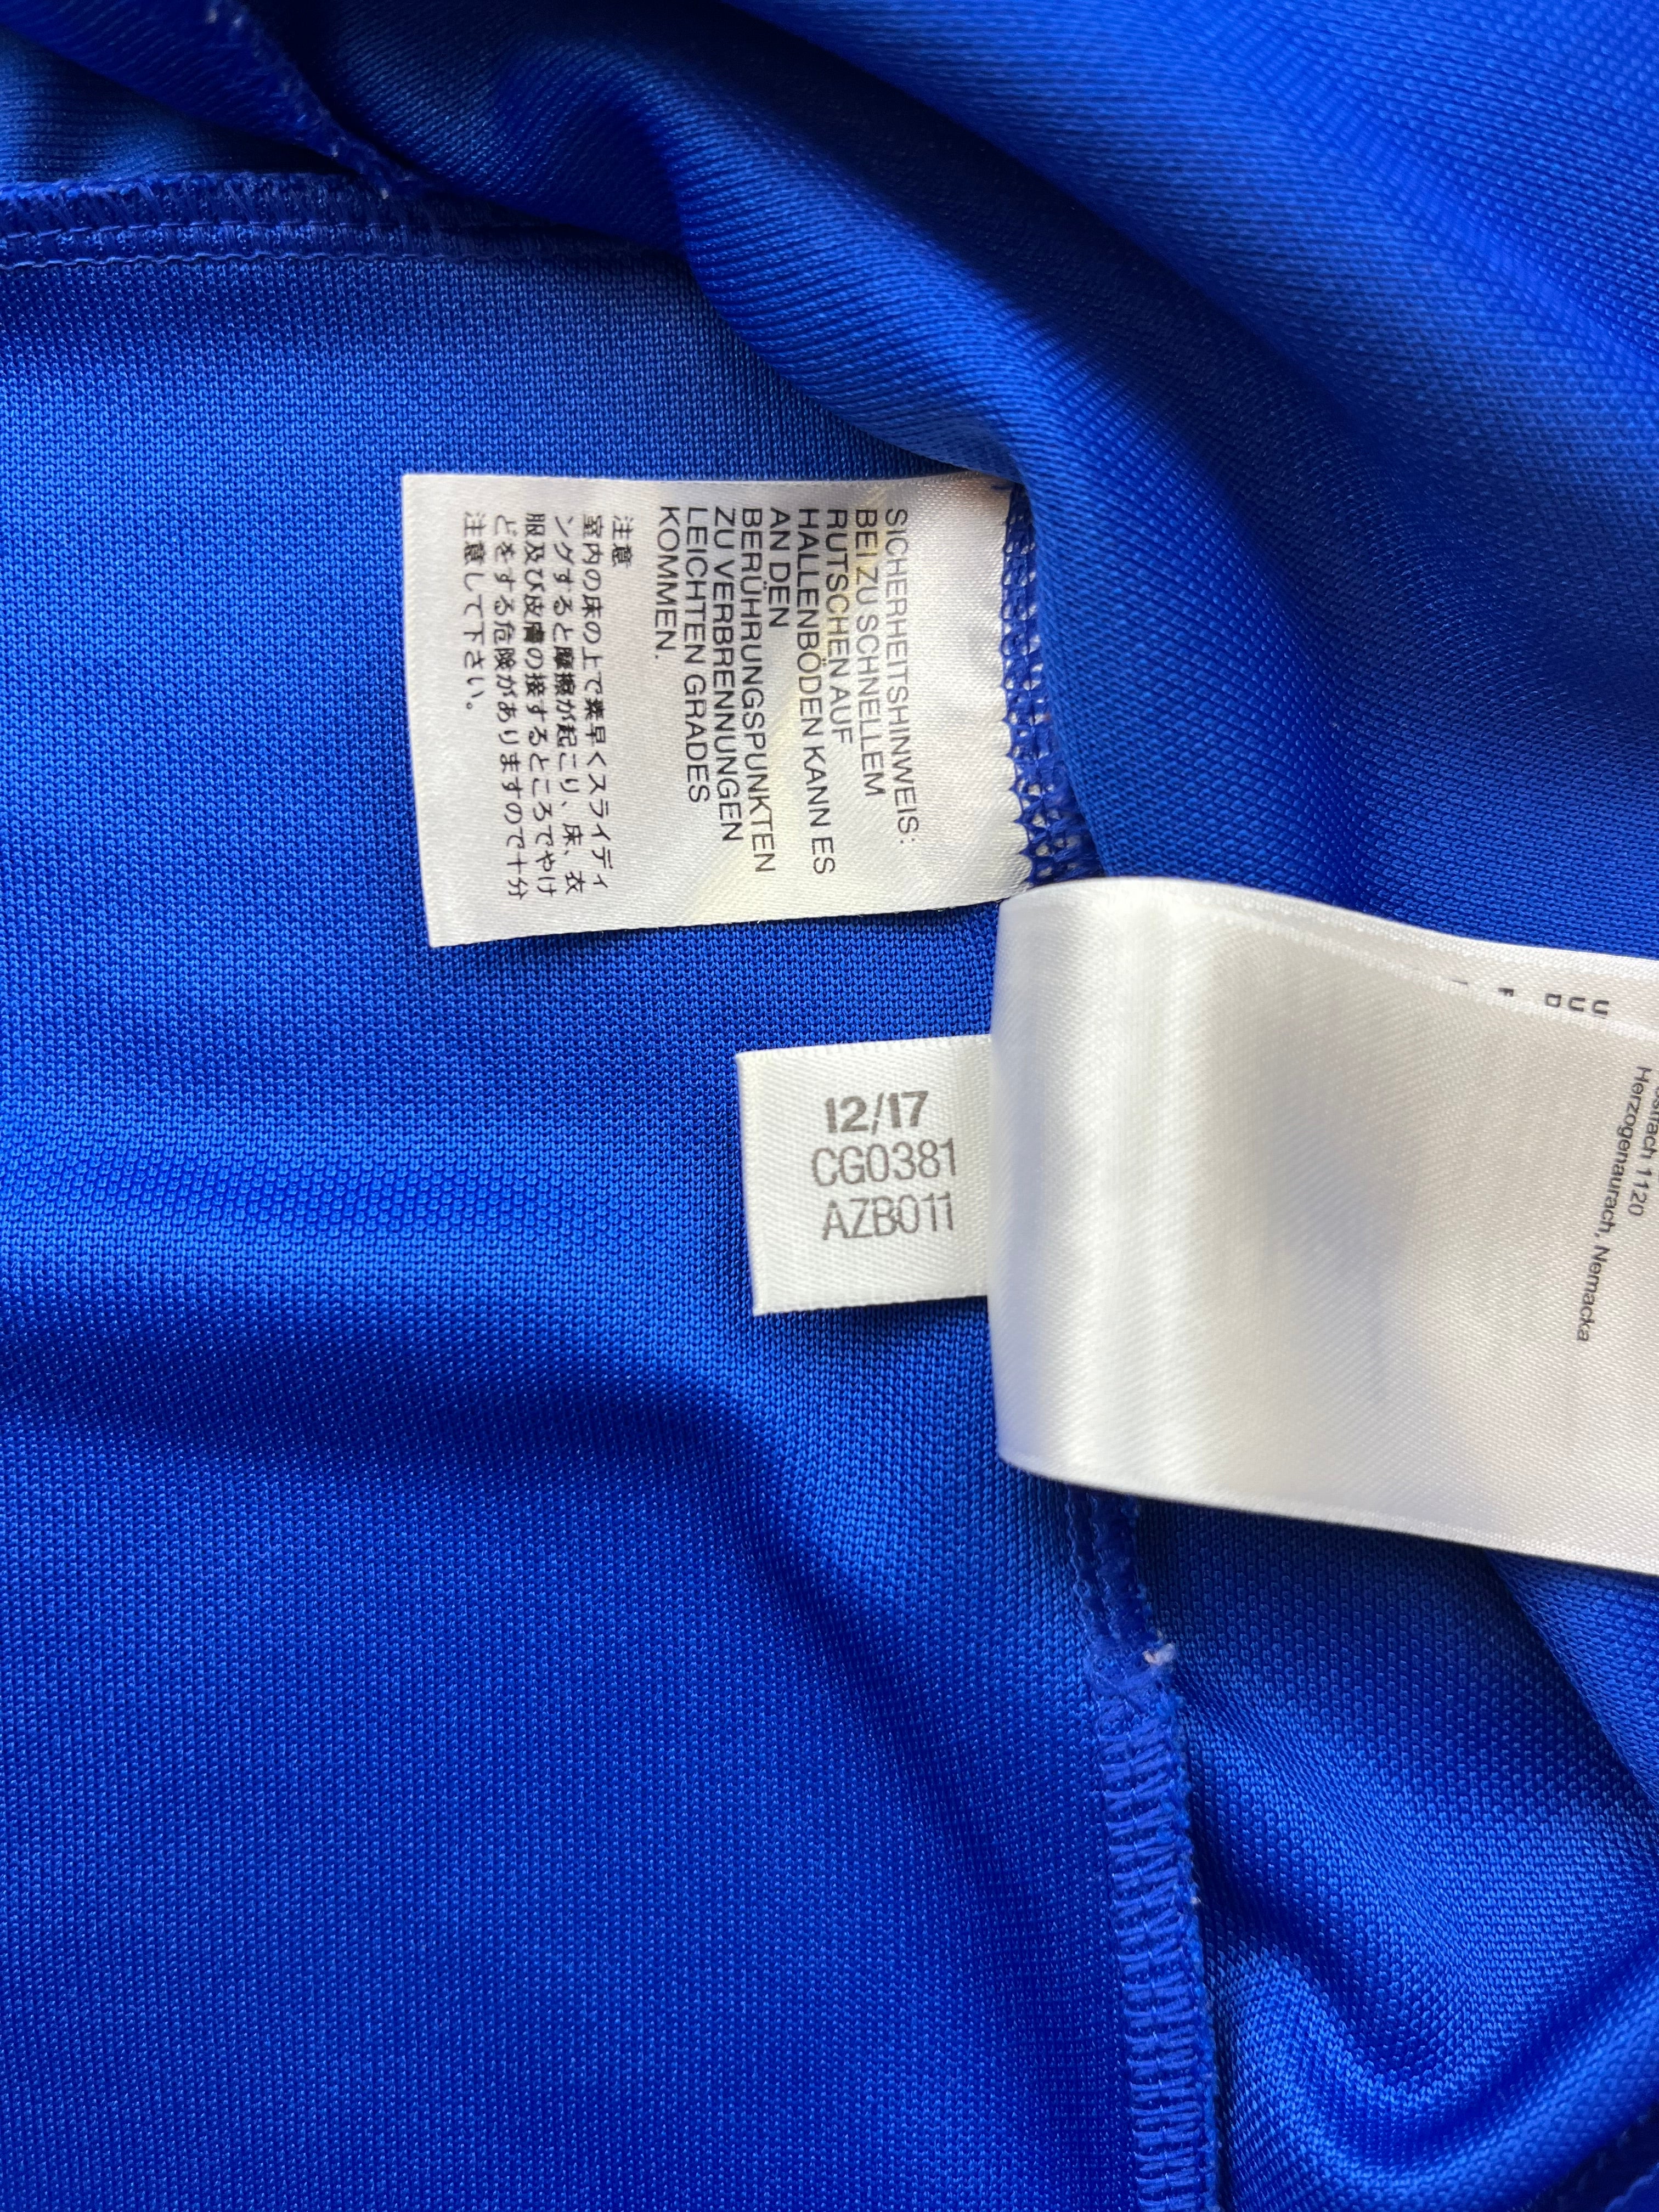 SICHERHEITSHINWEIS:
BEI ZU SCHNELLEM
RUTSCHEN AUF
HALLENBÖDEN KANN ES
AN DEN
BERÜHRUNGSPUNKTEN
ZU VERBRENNUNGEN
LEICHTEN GRADES
KOMMEN.
注意
室内の床の上で素早くスライディ
ングすると摩擦が起こり、床、衣
服及び皮膚の接するところでやけ
どをする危険がありますので十分
注意して下さい。
12/17
CG0381
AZB011
1120
Herzogenaurach, Nemacka